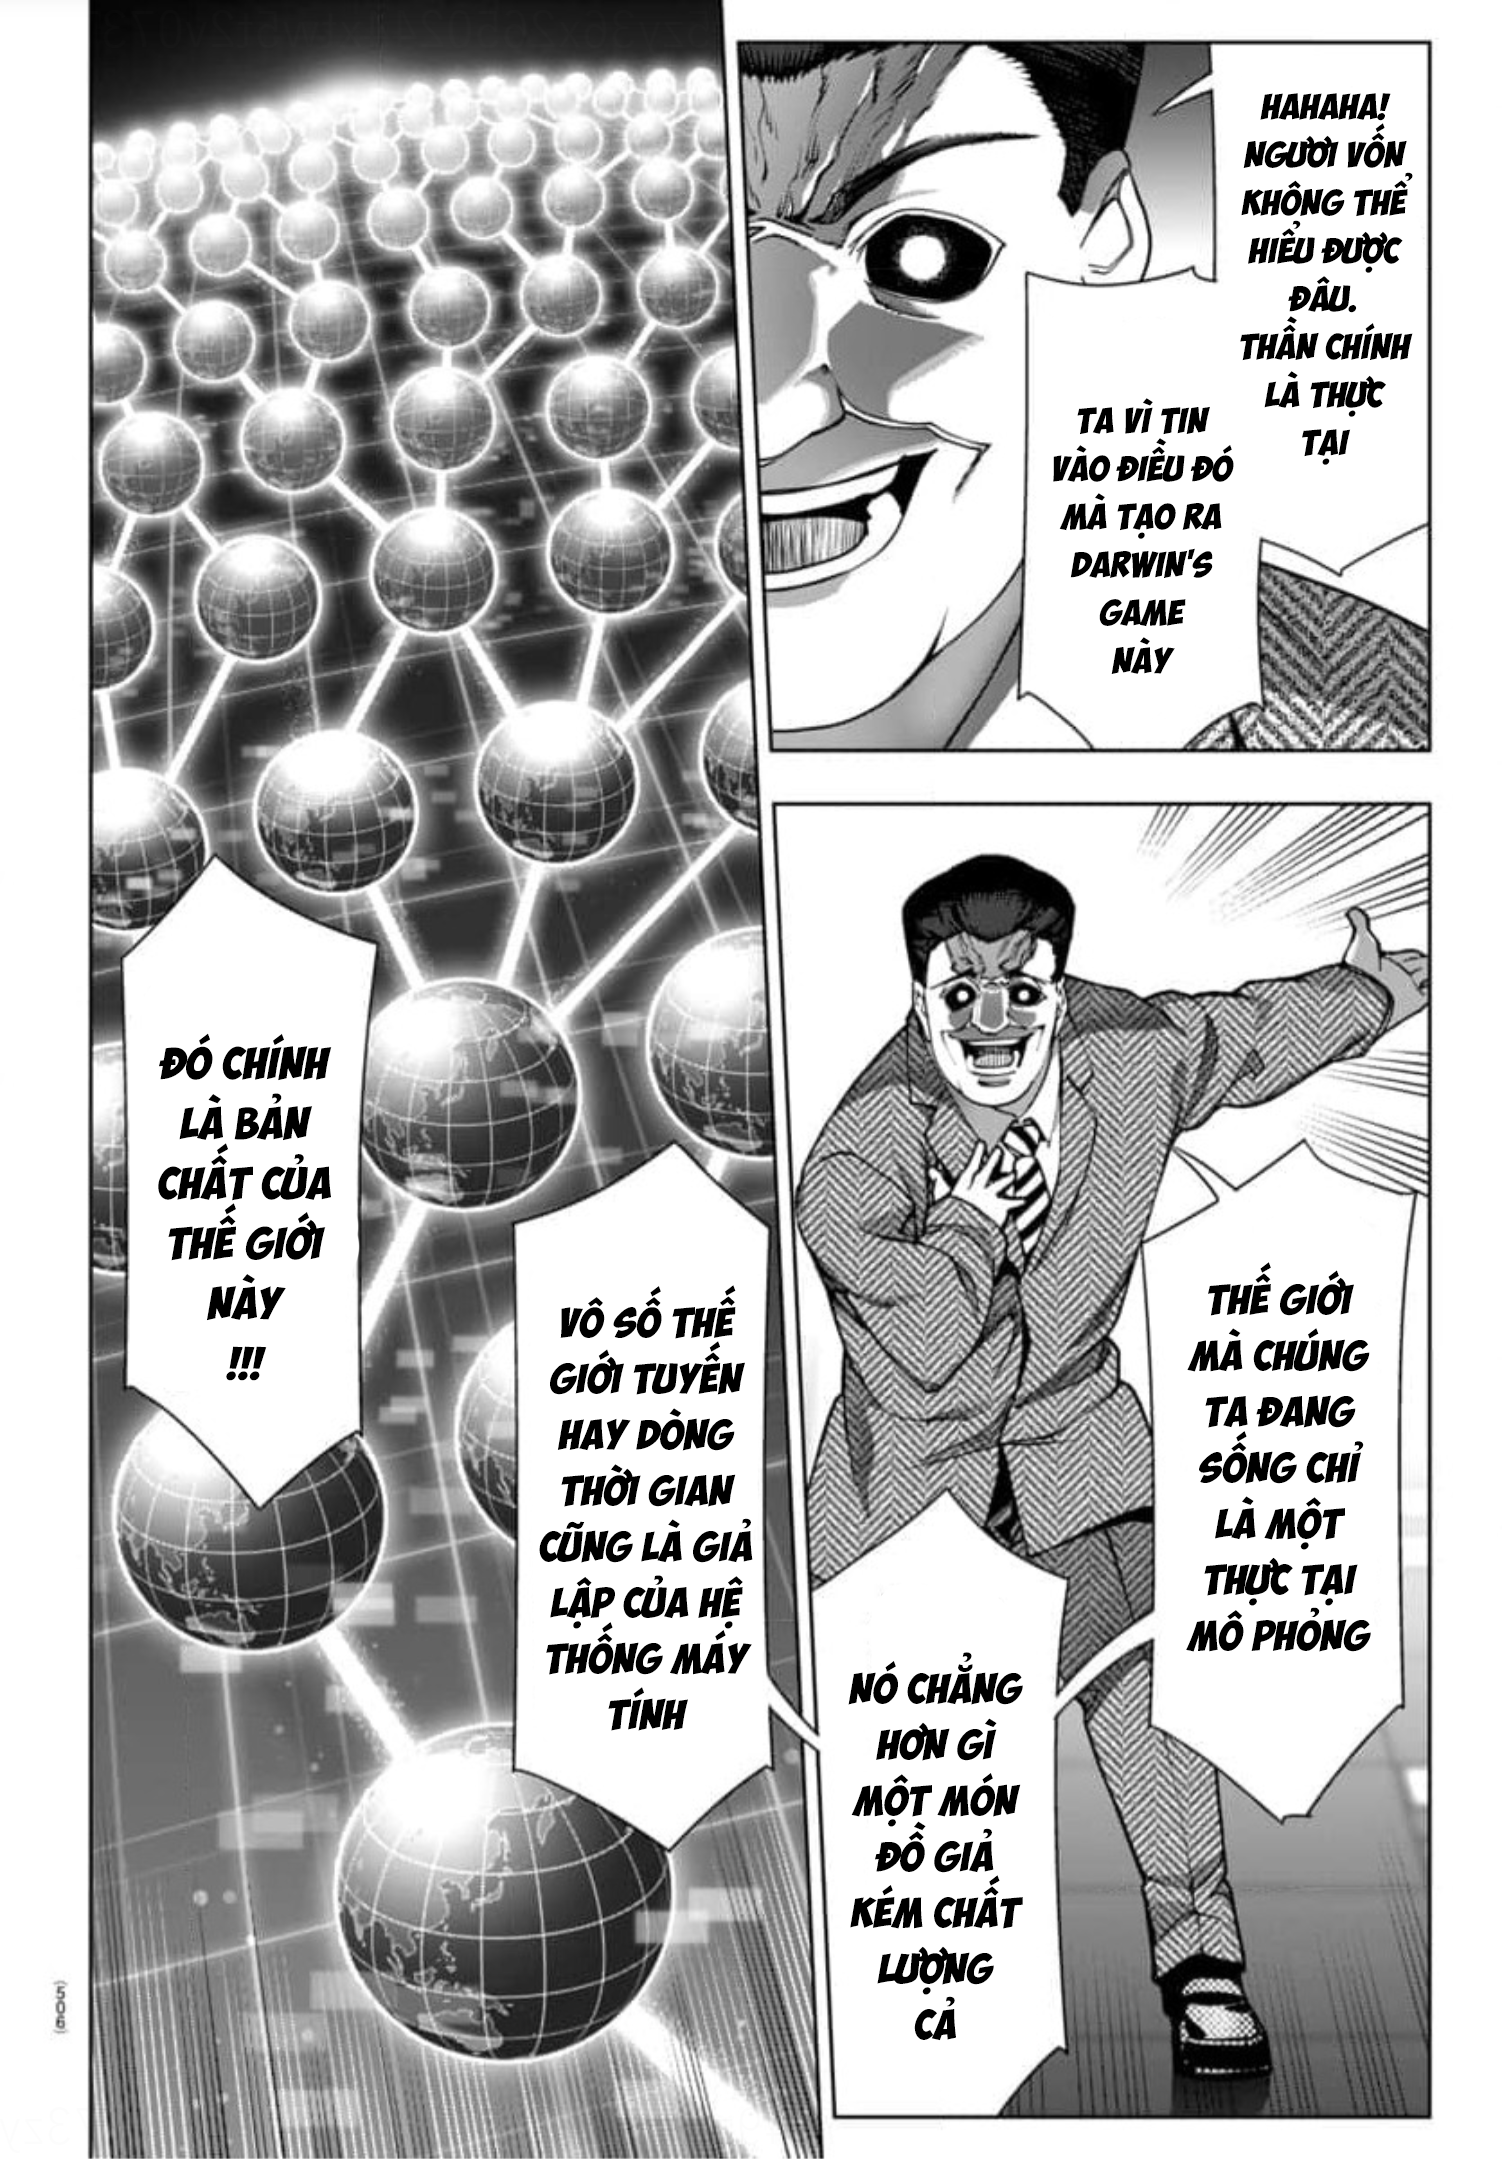 HAHAHA!
NGƯƠI VỐN
KHÔNG THỂ
HIỂU ĐƯỢC
ĐÂU.
THẦN CHÍNH
LÀ THỰC
TẠI
TA VÌ TIN
VÀO ĐIỀU ĐÓ
MÀ TẠO RA
DARWIN'S
GAME
NÀY
THẾ GIỚI
MÀ CHÚNG
TA ĐANG
SỐNG CHỈ
LÀ MỘT
THỰC TẠI
MÔ PHỎNG
NÓ CHẲNG
HƠN GÌ
MỘT MÓN
ĐỒ GIẢ
KÉM CHẤT
LƯỢNG
CẢ
VÔ SỐ THẾ
GIỚI TUYẾN
HAY DÒNG
THỜI GIAN
CŨNG LÀ GIẢ
LẬP CỦA HỆ
THỐNG MÁY
TÍNH
ĐÓ CHÍNH
LÀ BẢN
CHẤT CỦA
THẾ GIỚI
NÀY
!!!